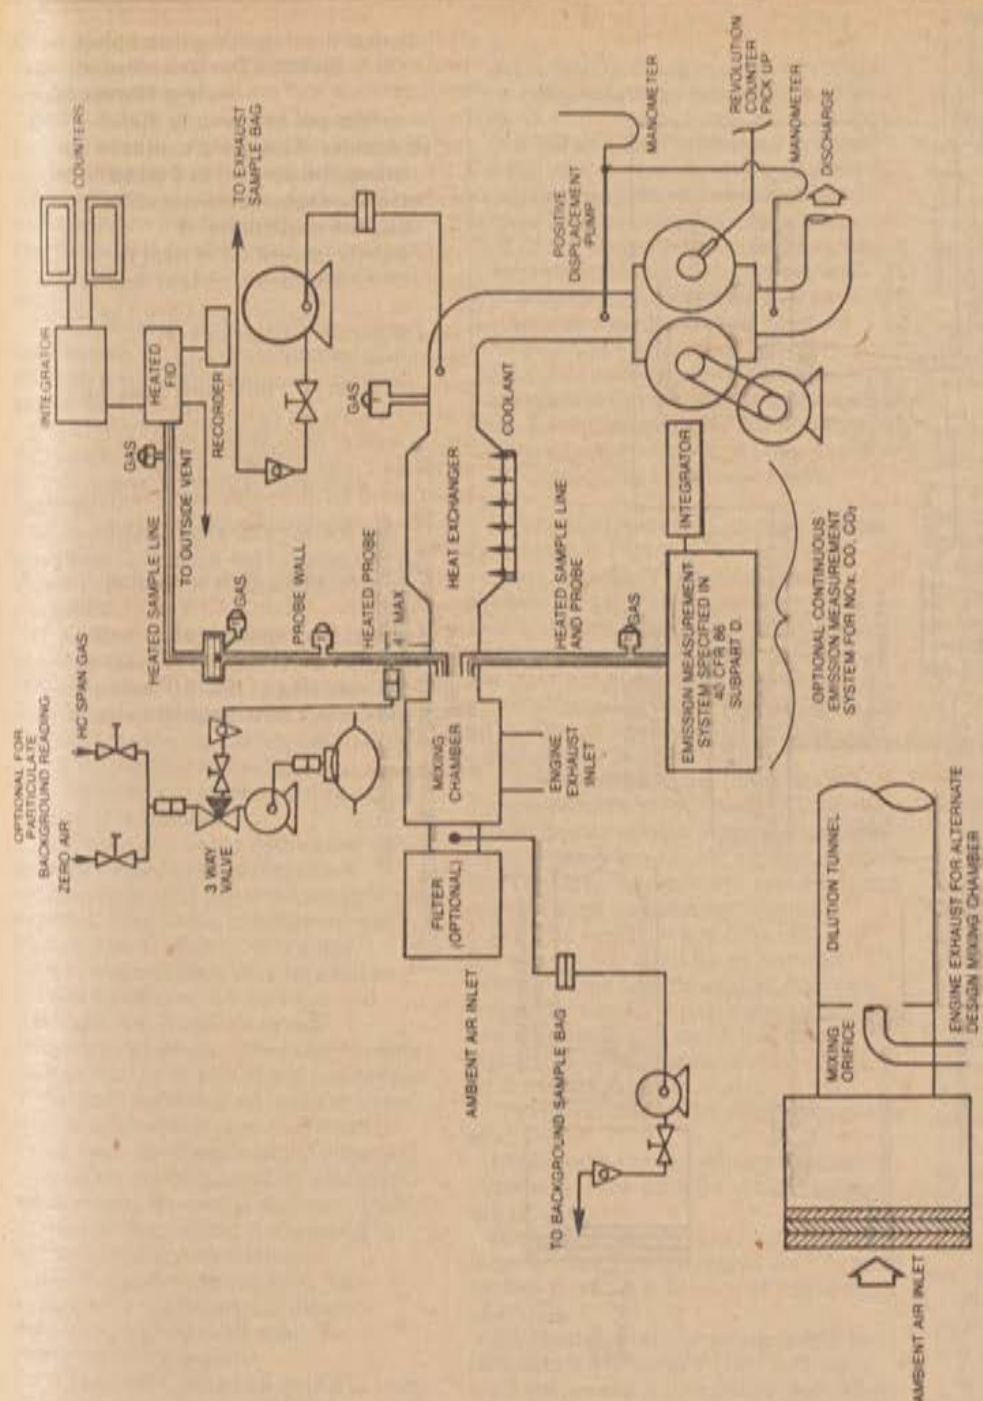 OPTIONAL FOR
PARTICULATE
BACKGROUND READING
ZERO AIR
HC SPAN GAS
3 WAY
VALVE
HEATED SAMPLE LINE
TO OUTSIDE VENT
GAS
RECORDER
INTEGRATOR
HEATED
FID
COUNTERS
GAS
PROBE WALL
HEATED PROBE
4" MAX
TO EXHAUST
SAMPLE BAG
GAS
FILTER
(OPTIONAL)
MIXING
CHAMBER
HEAT EXCHANGER
COOLANT
AMBIENT AIR INLET
ENGINE
EXHAUST
INLET
HEATED SAMPLE LINE
AND PROBE
GAS
POSITIVE
DISPLACEMENT
PUMP
MANOMETER
REVOLUTION
COUNTER
PICK UP
MANOMETER
DISCHARGE
TO BACKGROUND SAMPLE BAG
EMISSION MEASUREMENT
SYSTEM SPECIFIED IN
40 CFR 86
SUBPART D.
INTEGRATOR
OPTIONAL CONTINUOUS
EMISSION MEASUREMENT
SYSTEM FOR NOx, CO, CO2
AMBIENT AIR INLET
MIXING
ORIFICE
DILUTION TUNNEL
ENGINE EXHAUST FOR ALTERNATE
DESIGN MIXING CHAMBER